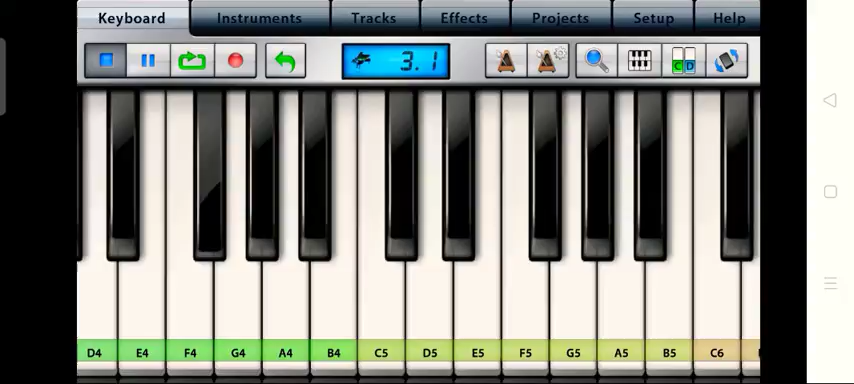 Keyboard Instruments Tracks Effects Projects Setup Help
3.1
C D
D4 E4 F4 G4 A4 B4 C5 D5 E5 F5 G5 A5 B5 C6